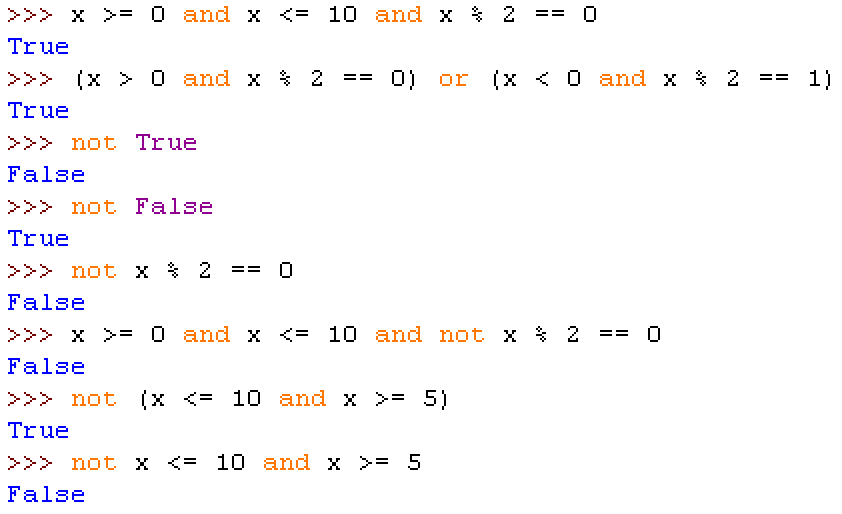 >>> x >= 0 and x <= 10 and x % 2 == 0
True
>>> (x > 0 and x % 2 == 0) or (x < 0 and x % 2 == 1)
True
>>> not True
False
>>> not False
True
>>> not x % 2 == 0
False
>>> x >= 0 and x <= 10 and not x % 2 == 0
False
>>> not (x <= 10 and x >= 5)
True
>>> not x <= 10 and x >= 5
False